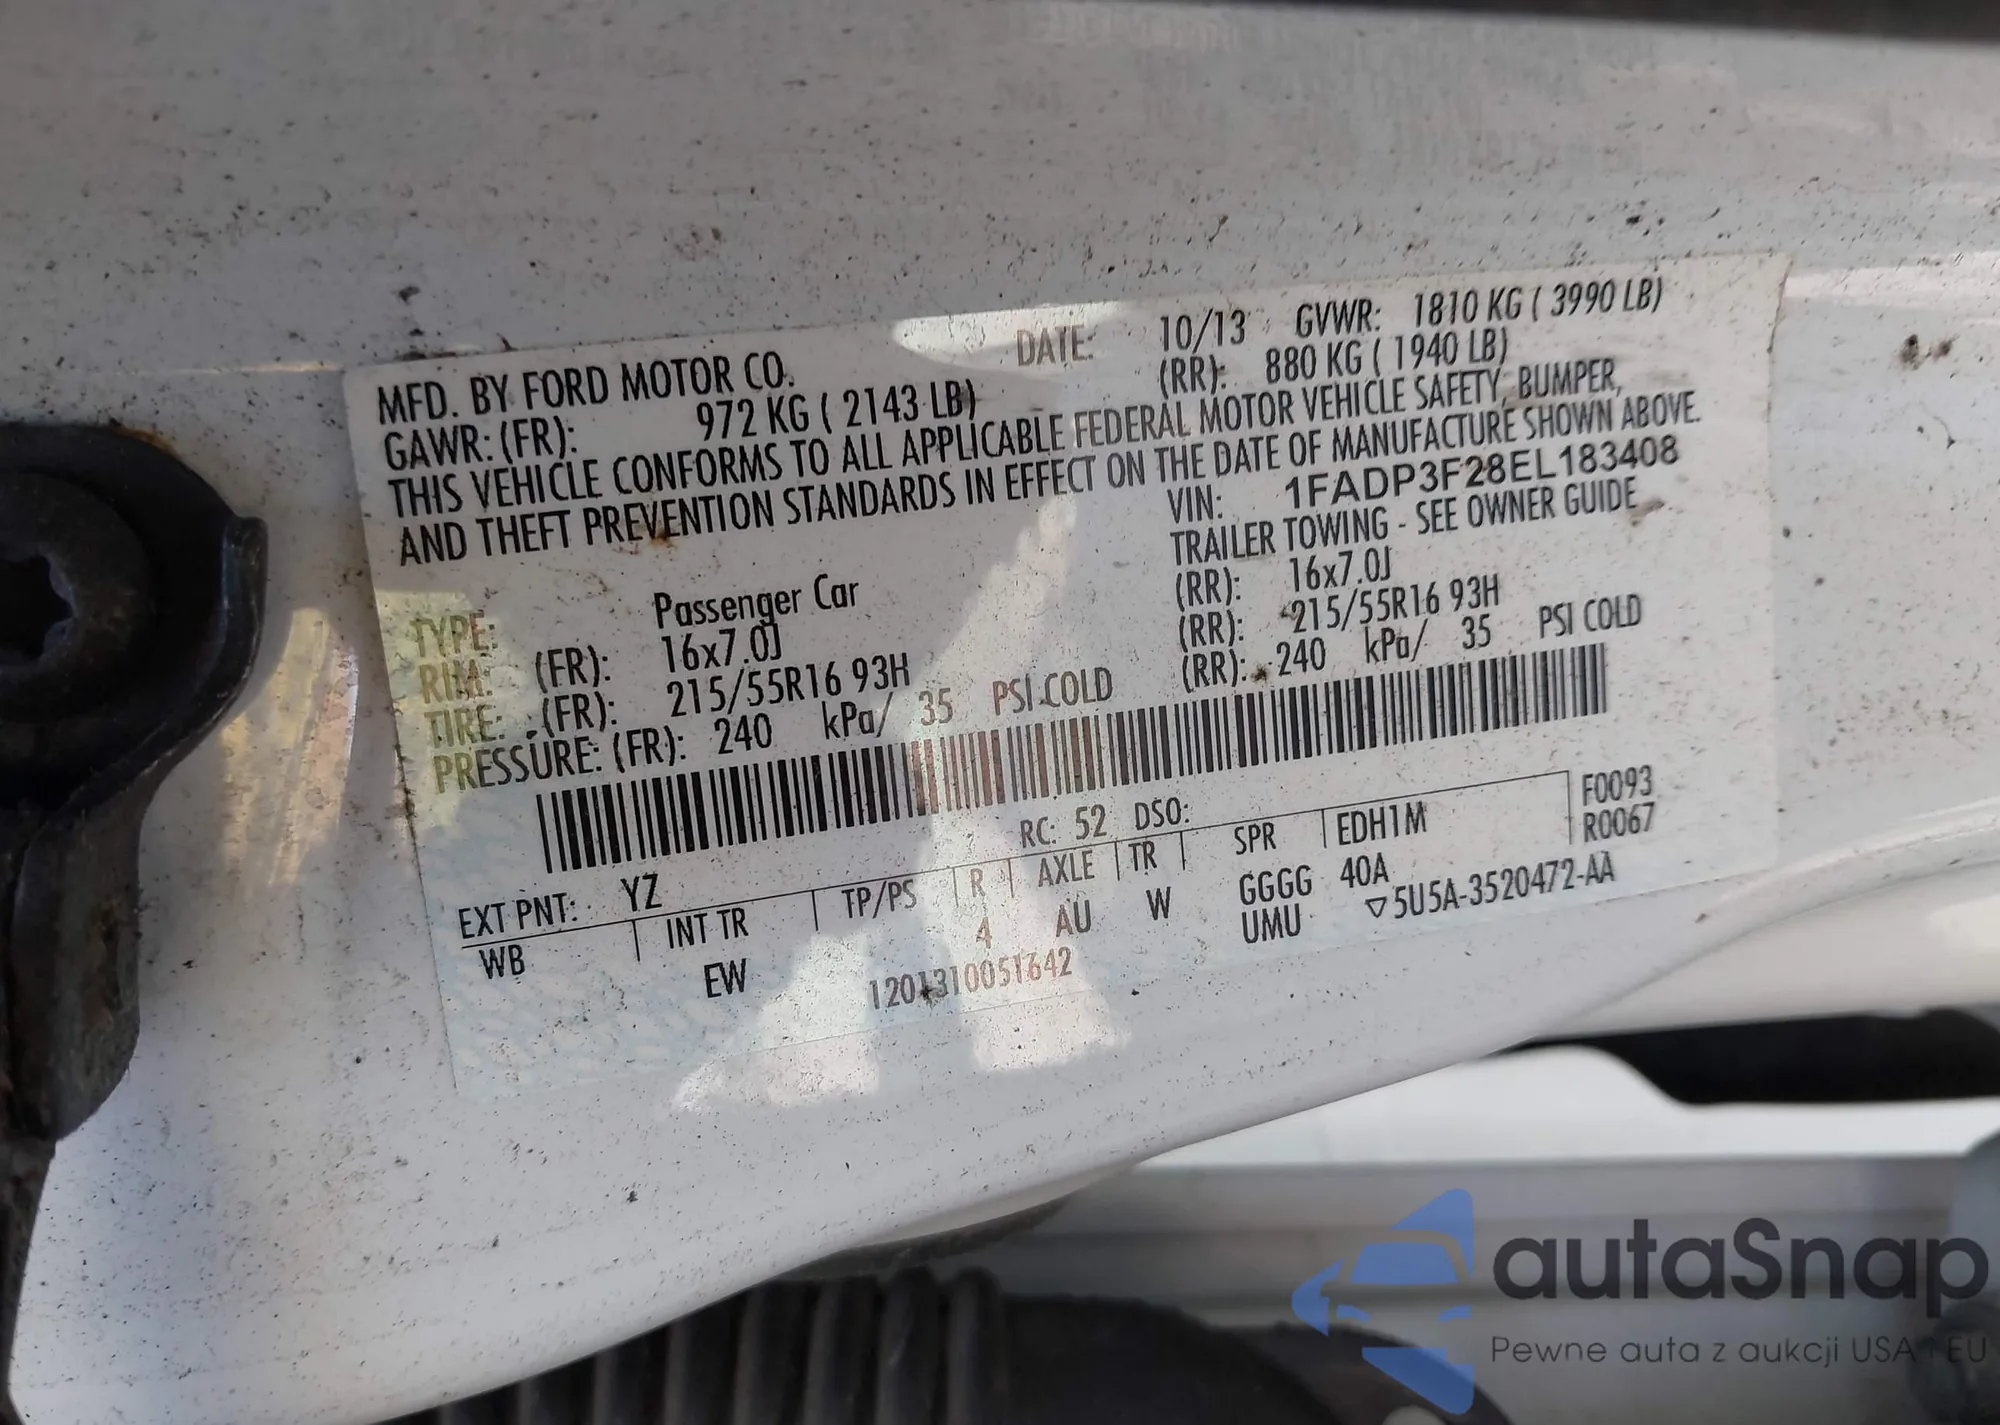 MFD. BY FORD MOTOR CO. DATE: 10/13 GVWR: 1810 KG ( 3990 LB)
GAWR: (FR): 972 KG ( 2143 LB) (RR): 880 KG ( 1940 LB)
THIS VEHICLE CONFORMS TO ALL APPLICABLE FEDERAL MOTOR VEHICLE SAFETY, BUMPER,
AND THEFT PREVENTION STANDARDS IN EFFECT ON THE DATE OF MANUFACTURE SHOWN ABOVE.
VIN: 1FADP3F28EL183408
TYPE: Passenger Car TRAILER TOWING - SEE OWNER GUIDE
RIM: (FR): 16x7.0J (RR): 16x7.0J
TIRE: (FR): 215/55R16 93H (RR): 215/55R16 93H
PRESSURE: (FR): 240 kPa/ 35 PSI COLD (RR): 240 kPa/ 35 PSI COLD
RC: 52 DSO: F0093
EXT PNT: YZ R0067
WB INT TR TP/PS R AXLE TR SPR EDH1M
EW 4 AU W GGGG 40A
1201310051642 UMU ▽5U5A-3520472-AA
autaSnap
Pewne auta z aukcji USA i EU